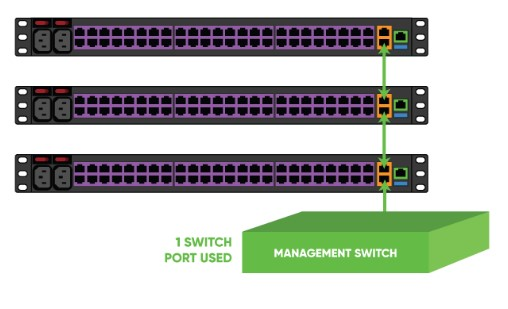 1 SWITCH
PORT USED
MANAGEMENT SWITCH